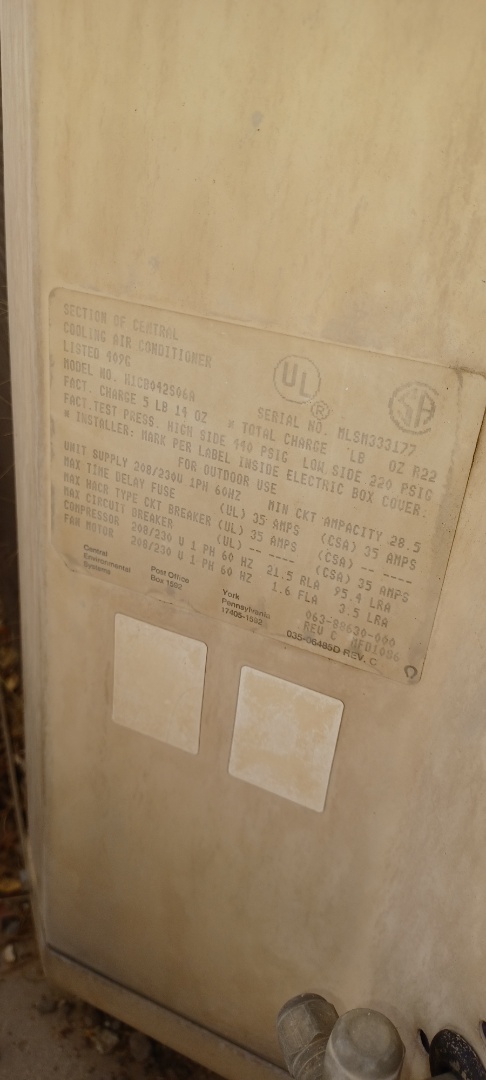 SECTION OF CENTRAL
COOLING AIR CONDITIONER
LISTED 409G
UL
®
SA
MODEL NO. H1CB042S06A
SERIAL NO. MLSM333177
FACT. CHARGE 5 LB 14 OZ * TOTAL CHARGE LB OZ R22
FACT.TEST PRESS. HIGH SIDE 440 PSIG LOW SIDE 220 PSIG
* INSTALLER: MARK PER LABEL INSIDE ELECTRIC BOX COVER.
FOR OUTDOOR USE
UNIT SUPPLY 208/230V 1PH 60HZ MIN CKT AMPACITY 28.5
MAX TIME DELAY FUSE (UL) 35 AMPS (CSA) 35 AMPS
MAX HACR TYPE CKT BREAKER (UL) 35 AMPS (CSA) -- ----
MAX CIRCUIT BREAKER (UL) -- ---- (CSA) 35 AMPS
COMPRESSOR 208/230 V 1 PH 60 HZ 21.5 RLA 95.4 LRA
FAN MOTOR 208/230 V 1 PH 60 HZ 1.6 FLA 3.5 LRA
Central
Environmental
Systems
Post Office
Box 1592
York
Pennsylvania
17405-1592
REV C
035-06485D REV. C